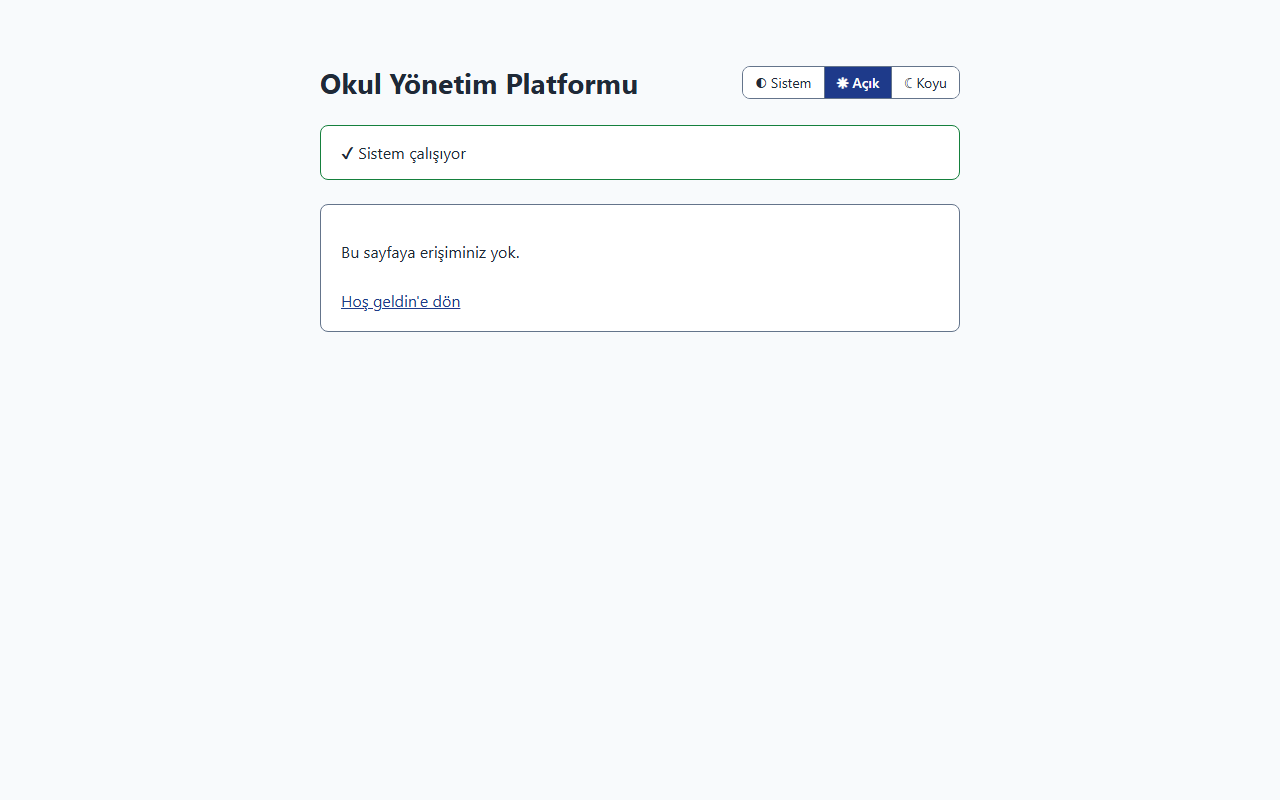 Okul Yönetim Platformu
◐ Sistem
❋ Açık
☾ Koyu
✓ Sistem çalışıyor
Bu sayfaya erişiminiz yok.
Hoş geldin'e dön